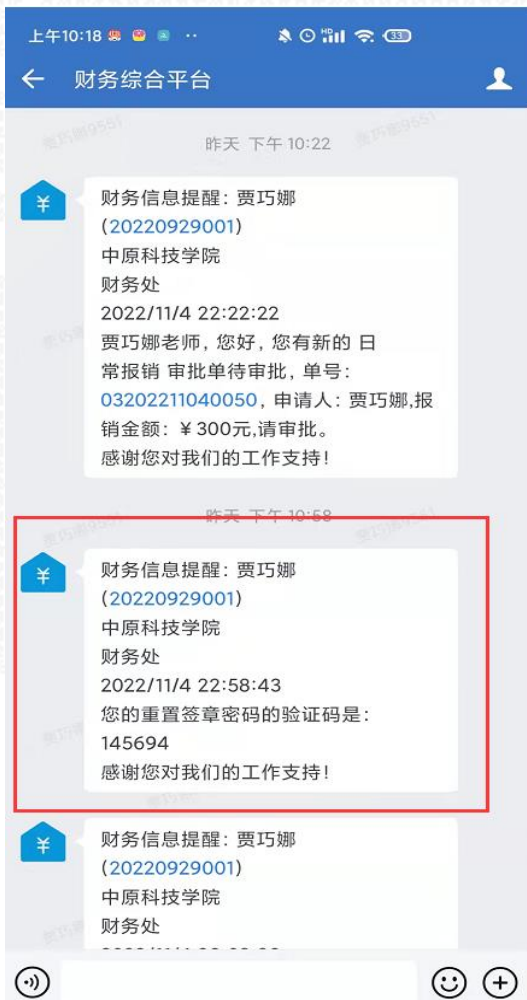 上午10:18
33
财务综合平台
昨天 下午 10:22
财务信息提醒: 贾巧娜
(20220929001)
中原科技学院
财务处
2022/11/4 22:22:22
贾巧娜老师, 您好, 您有新的 日
常报销 审批单待审批, 单号:
03202211040050, 申请人: 贾巧娜,报
销金额: ￥300元,请审批。
感谢您对我们的工作支持!
昨天 下午 10:58
财务信息提醒: 贾巧娜
(20220929001)
中原科技学院
财务处
2022/11/4 22:58:43
您的重置签章密码的验证码是:
145694
感谢您对我们的工作支持!
财务信息提醒: 贾巧娜
(20220929001)
中原科技学院
财务处